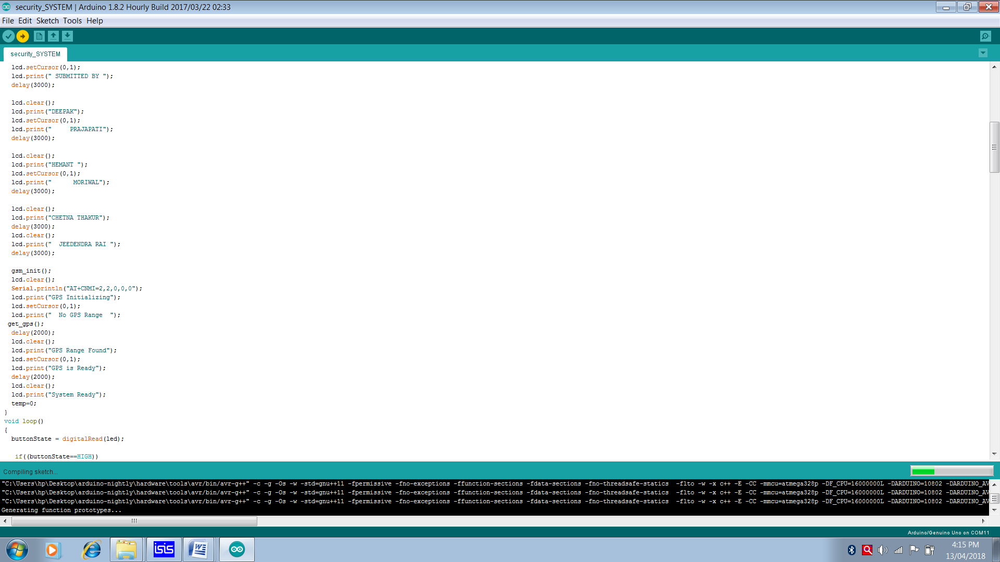 security_SYSTEM | Arduino 1.8.2 Hourly Build 2017/03/22 02:33
File Edit Sketch Tools Help
security_SYSTEM
lcd.setCursor(0,1);
lcd.print(" SUBMITTED BY ");
delay(3000);
lcd.clear();
lcd.print("DEEPAK");
lcd.setCursor(0,1);
lcd.print("     PRAJAPATI");
delay(3000);
lcd.clear();
lcd.print("HEMANT ");
lcd.setCursor(0,1);
lcd.print("      MORIWAL");
delay(3000);
lcd.clear();
lcd.print("CHETNA THAKUR");
delay(3000);
lcd.clear();
lcd.print("  JEEDENDRA RAI ");
delay(3000);
gsm_init();
lcd.clear();
Serial.println("AT+CNMI=2,2,0,0,0");
lcd.print("GPS Initializing");
lcd.setCursor(0,1);
lcd.print("  No GPS Range  ");
get_gps();
delay(2000);
lcd.clear();
lcd.print("GPS Range Found");
lcd.setCursor(0,1);
lcd.print("GPS is Ready");
delay(2000);
lcd.clear();
lcd.print("System Ready");
temp=0;
}
void loop()
{
buttonState = digitalRead(led);
if((buttonState==HIGH))
Compiling sketch...
"C:\Users\hp\Desktop\arduino-nightly\hardware\tools\avr/bin/avr-g++" -c -g -Os -w -std=gnu++11 -fpermissive -fno-exceptions -ffunction-sections -fdata-sections -fno-threadsafe-statics  -flto -w -x c++ -E -CC -mmcu=atmega328p -DF_CPU=16000000L -DARDUINO=10802 -DARDUINO_AV
"C:\Users\hp\Desktop\arduino-nightly\hardware\tools\avr/bin/avr-g++" -c -g -Os -w -std=gnu++11 -fpermissive -fno-exceptions -ffunction-sections -fdata-sections -fno-threadsafe-statics  -flto -w -x c++ -E -CC -mmcu=atmega328p -DF_CPU=16000000L -DARDUINO=10802 -DARDUINO_AV
"C:\Users\hp\Desktop\arduino-nightly\hardware\tools\avr/bin/avr-g++" -c -g -Os -w -std=gnu++11 -fpermissive -fno-exceptions -ffunction-sections -fdata-sections -fno-threadsafe-statics  -flto -w -x c++ -E -CC -mmcu=atmega328p -DF_CPU=16000000L -DARDUINO=10802 -DARDUINO_AV
Generating function prototypes...
Arduino/Genuino Uno on COM11
isis
4:15 PM
13/04/2018